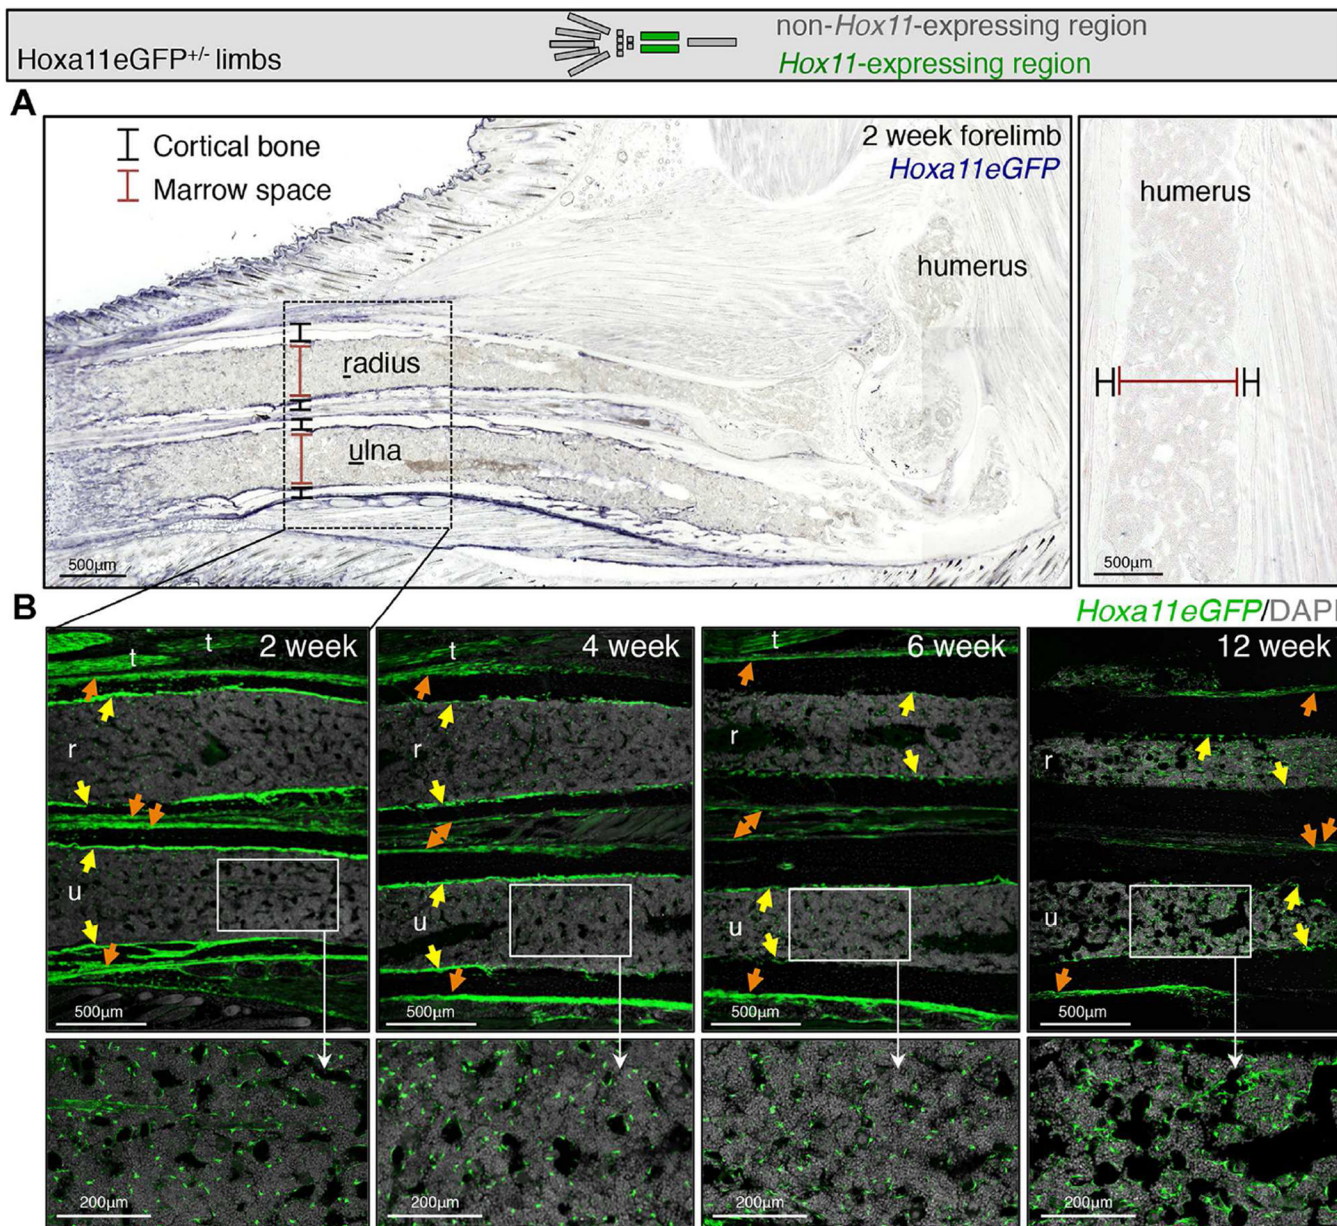 non-Hox11-expressing region
Hoxa11eGFP+/- limbs
Hox11-expressing region
A
Cortical bone
Marrow space
2 week forelimb
Hoxa11eGFP
humerus
radius
ulna
500µm
humerus
H
H
500µm
B
Hoxa11eGFP/DAPI
t
t
2 week
r
u
500µm
t
4 week
500µm
t
6 week
r
u
500µm
12 week
r
u
500µm
200µm
200µm
200µm
200µm